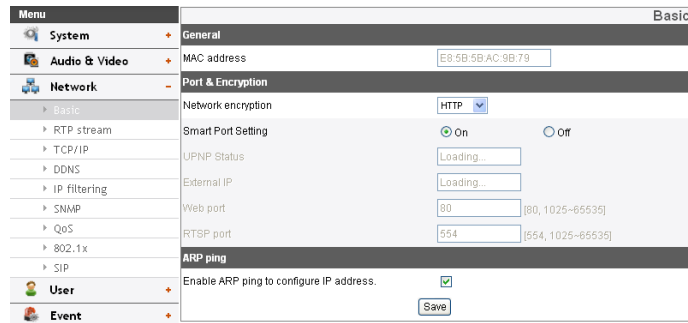 Menu
Basic
System +
Audio & Video +
Network -
Basic
RTP stream
TCP/IP
DDNS
IP filtering
SNMP
QoS
802.1x
SIP
User +
Event +
General
MAC address E8:5B:5B:AC:9B:79
Port & Encryption
Network encryption HTTP
Smart Port Setting On Off
UPNP Status Loading...
External IP Loading...
Web port 80 [80, 1025~65535]
RTSP port 554 [554, 1025~65535]
ARP ping
Enable ARP ping to configure IP address.
Save